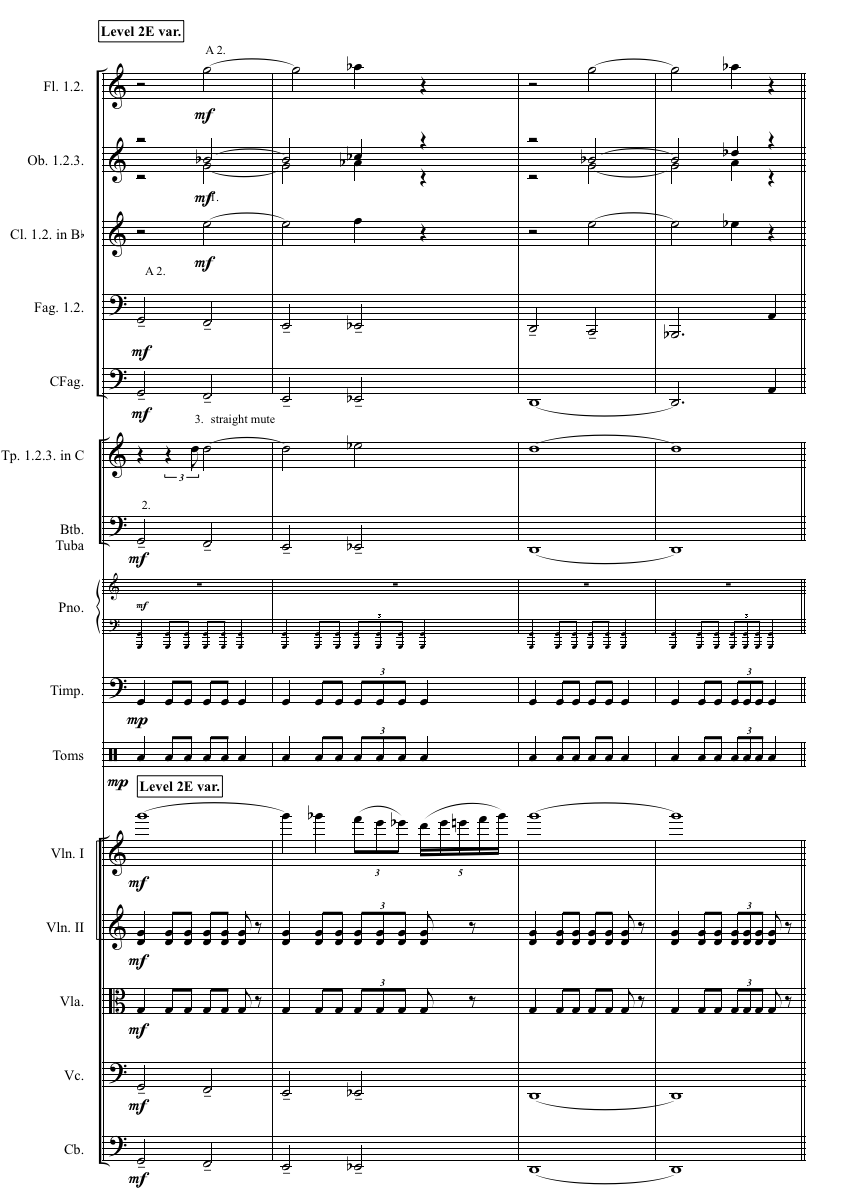 Level 2E var.
A 2.
Fl. 1.2.
mf
Ob. 1.2.3.
mf 1.
Cl. 1.2. in B♭
mf
A 2.
Fag. 1.2.
mf
CFag.
mf
3. straight mute
Tp. 1.2.3. in C
3
2.
Btb.
Tuba
mf
Pno.
mf
3 3
Timp.
3 3
mp
Toms
3 3
mp
Level 2E var.
Vln. I
3 5
mf
Vln. II
3 3
mf
Vla.
3 3
mf
Vc.
mf
Cb.
mf